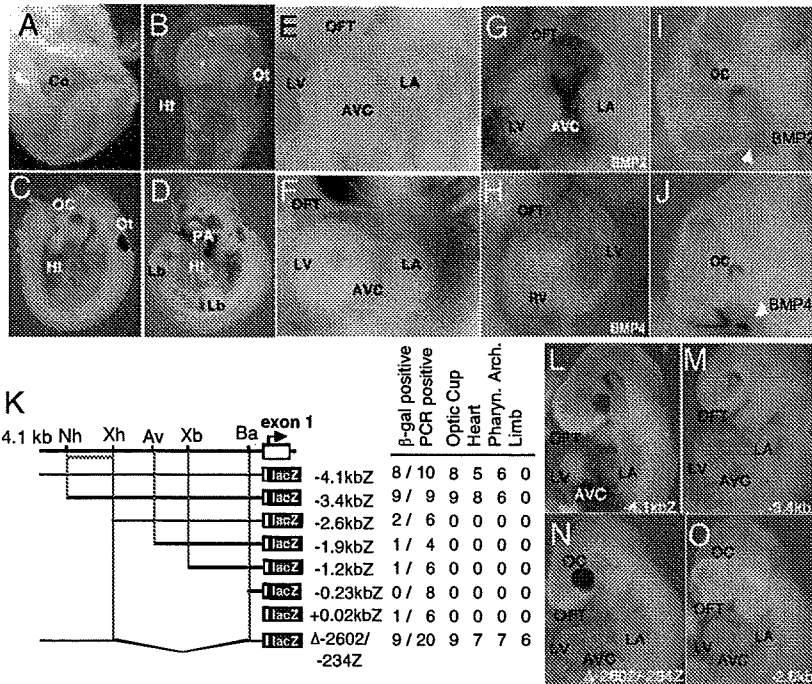 A
B
E
G
I
Co
Ht
Ot
OFT
LV
LA
AVC
OFT
LV
AVC
LA
BMP2
OC
BMP2
C
D
F
H
J
OC
Ht
Ot
PA
Lb
Ht
Lb
OFT
LV
LA
AVC
OFT
RV
LV
BMP4
OC
BMP4
K
β-gal positive
PCR positive
Optic Cup
Heart
Pharyn. Arch.
Limb
4.1 kb Nh Xh Av Xb Ba exon 1
lacZ -4.1kbZ 8 / 10 8 5 6 0
lacZ -3.4kbZ 9 / 9 9 8 6 0
lacZ -2.6kbZ 2 / 6 0 0 0 0
lacZ -1.9kbZ 1 / 4 0 0 0 0
lacZ -1.2kbZ 1 / 6 0 0 0 0
lacZ -0.23kbZ 0 / 8 0 0 0 0
lacZ +0.02kbZ 1 / 6 0 0 0 0
lacZ Δ-2602/ 9 / 20 9 7 7 6
-234Z
L
M
OFT
LV
LA
AVC
-4.1kbZ
OFT
LV
LA
AVC
N
O
OC
OFT
LV
LA
AVC
Δ-2602/-234Z
OC
OFT
LV
LA
AVC